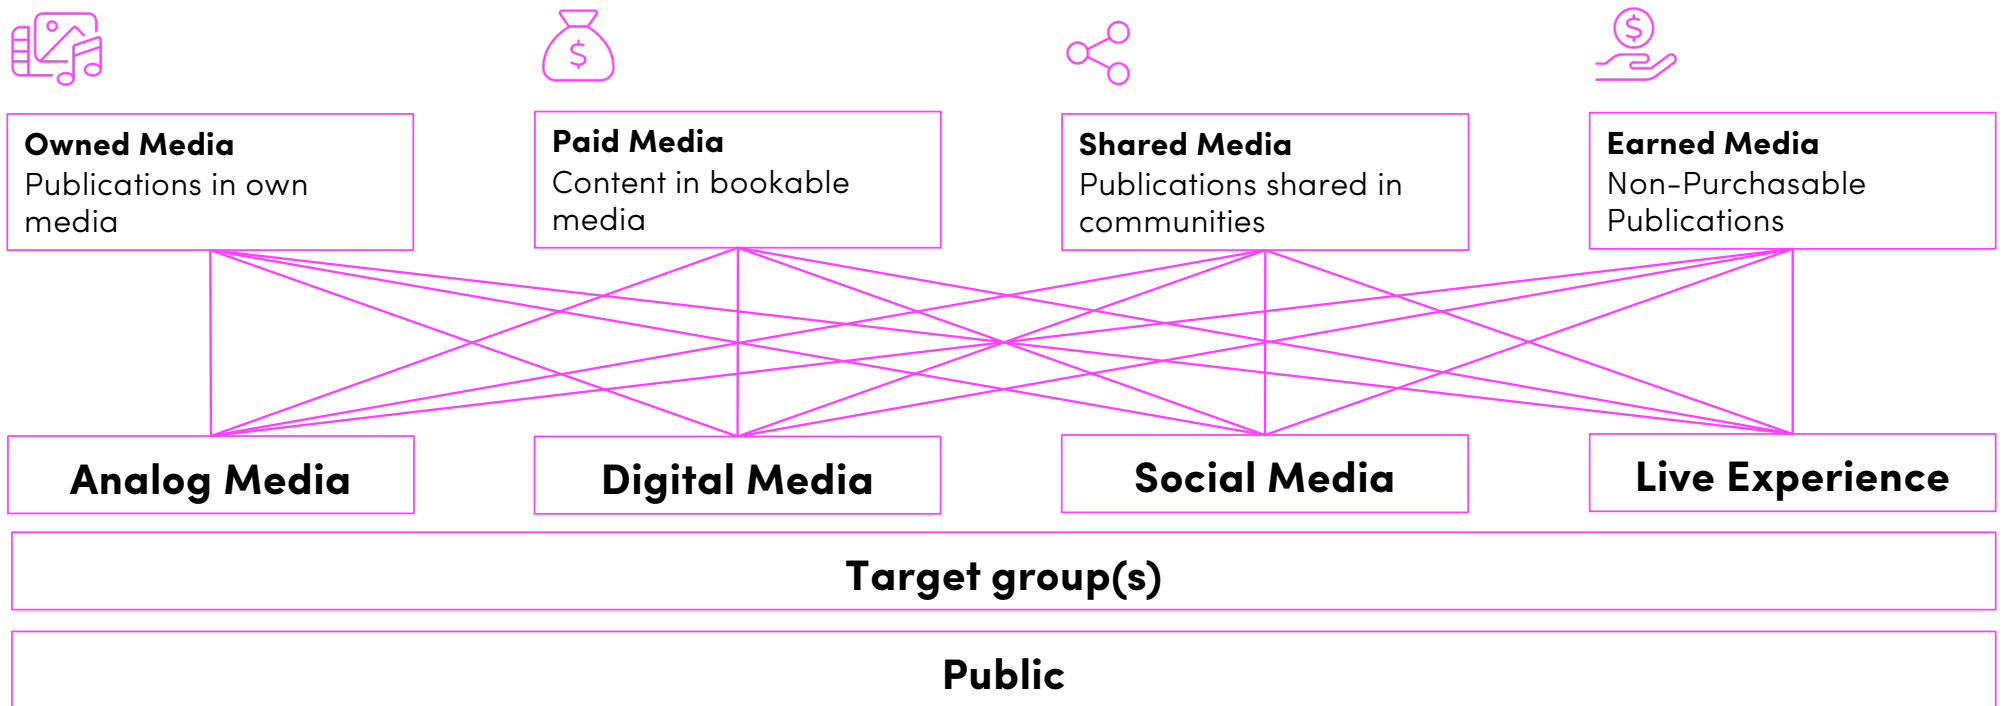 Owned Media
Publications in own
media
Paid Media
Content in bookable
media
Shared Media
Publications shared in
communities
Earned Media
Non-Purchasable
Publications
Analog Media
Digital Media
Social Media
Live Experience
Target group(s)
Public